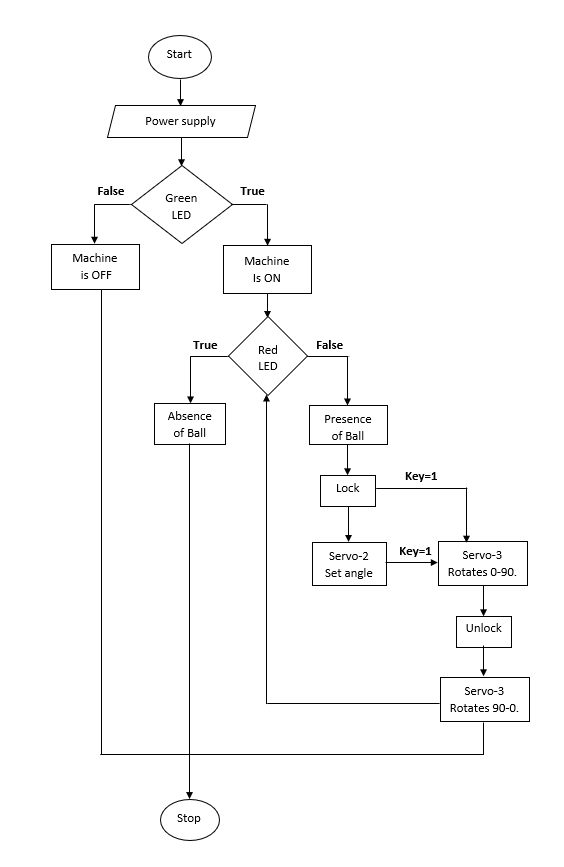 Start
Power supply
False
True
Green
LED
Machine
is OFF
Machine
Is ON
True
False
Red
LED
Absence
of Ball
Presence
of Ball
Lock
Key=1
Servo-2
Set angle
Key=1
Servo-3
Rotates 0-90.
Unlock
Servo-3
Rotates 90-0.
Stop